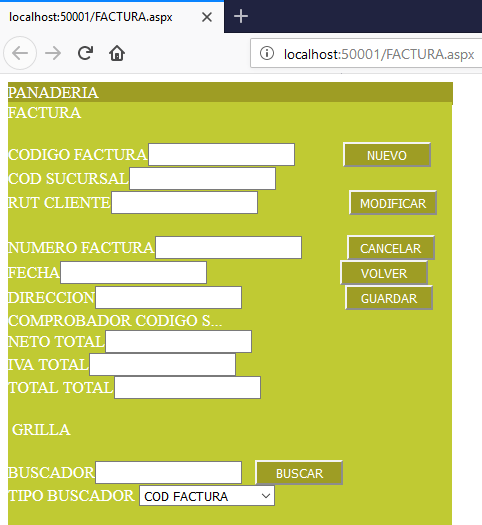 localhost:50001/FACTURA.aspx
localhost:50001/FACTURA.aspx
PANADERIA
FACTURA
CODIGO FACTURA NUEVO
COD SUCURSAL
RUT CLIENTE MODIFICAR
NUMERO FACTURA CANCELAR
FECHA VOLVER
DIRECCION GUARDAR
COMPROBADOR CODIGO S...
NETO TOTAL
IVA TOTAL
TOTAL TOTAL
GRILLA
BUSCADOR BUSCAR
TIPO BUSCADOR COD FACTURA